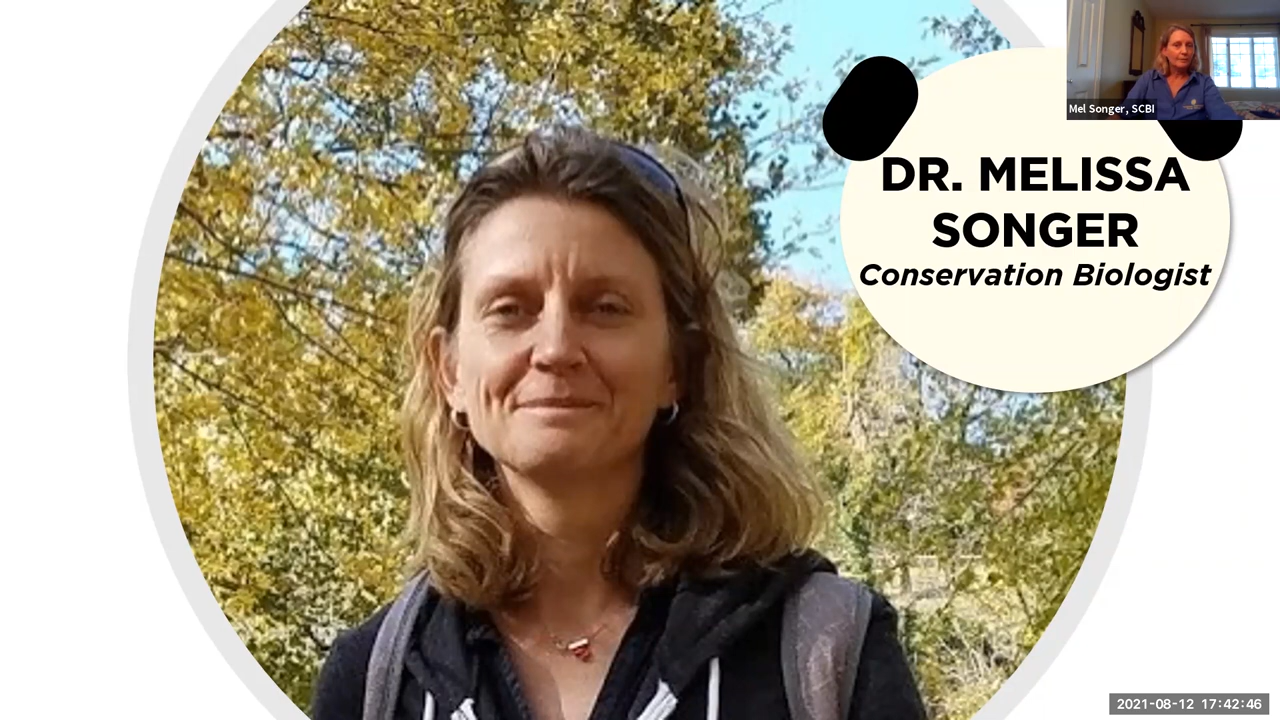 Mel Songer, SCBI
DR. MELISSA
SONGER
Conservation Biologist
2021-08-12 17:42:46